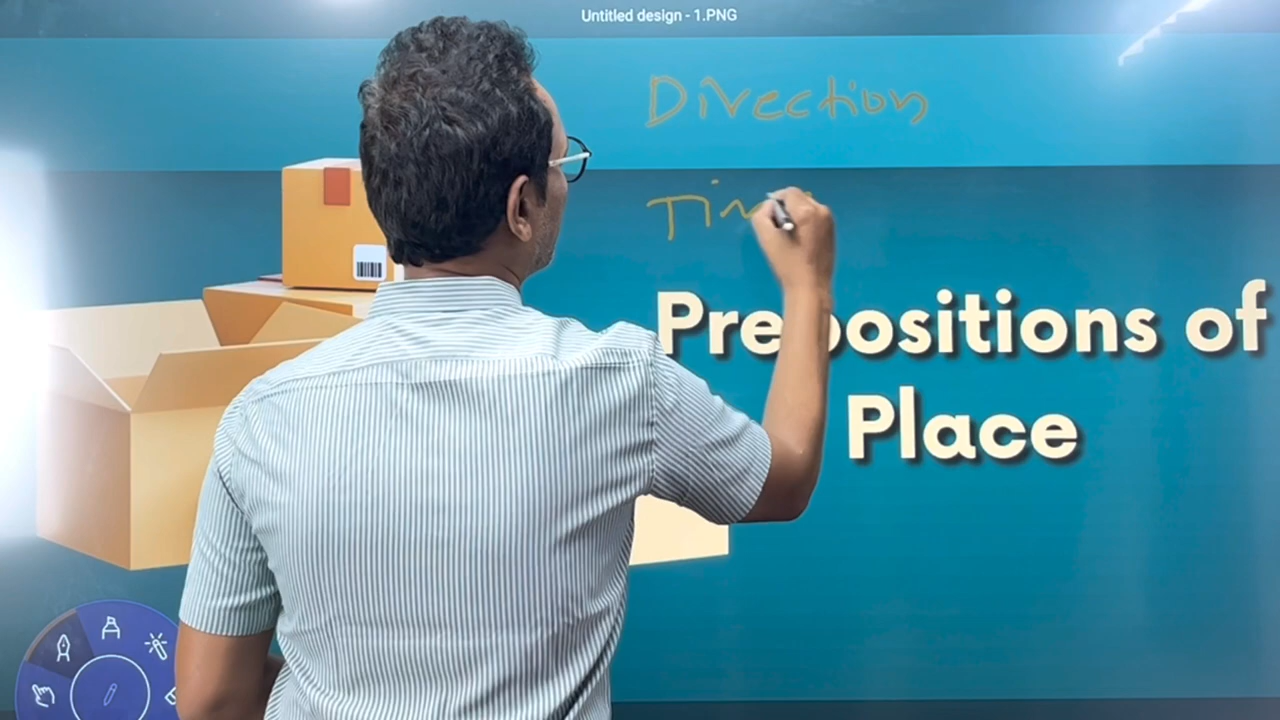 Untitled design - 1.PNG
Direction
Prepositions of
Place